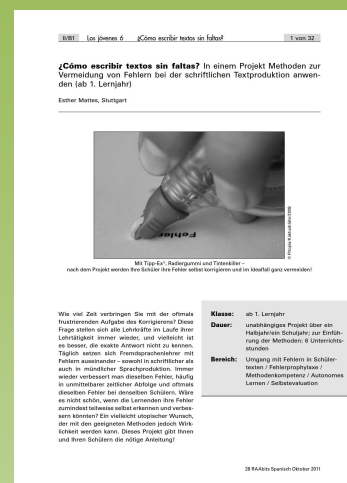 II/B1 Los jóvenes 6 ¿Cómo escribir textos sin faltas? 1 von 32
¿Cómo escribir textos sin faltas? In einem Projekt Methoden zur
Vermeidung von Fehlern bei der schriftlichen Textproduktion anwen-
den (ab 1. Lernjahr)
Esther Mattes, Stuttgart
Fehler
Mit Tipp-Ex®, Radiergummi und Tintenkiller –
nach dem Projekt werden Ihre Schüler ihre Fehler selbst korrigieren und im Idealfall ganz vermeiden!
Wie viel Zeit verbringen Sie mit der oftmals
frustrierenden Aufgabe des Korrigierens? Diese
Frage stellen sich alle Lehrkräfte im Laufe ihrer
Lehrtätigkeit immer wieder, und vielleicht ist
es besser, die exakte Antwort nicht zu kennen.
Täglich setzen sich Fremdsprachenlehrer mit
Fehlern auseinander – sowohl in schriftlicher als
auch in mündlicher Sprachproduktion. Immer
wieder verbessert man dieselben Fehler, häufig
in unmittelbarer zeitlicher Abfolge und oftmals
dieselben Fehler bei denselben Schülern. Wäre
es nicht schön, wenn die Lernenden ihre Fehler
zumindest teilweise selbst erkennen und verbes-
sern könnten? Ein vielleicht utopischer Wunsch,
der mit den geeigneten Methoden jedoch Wirk-
lichkeit werden kann. Dieses Projekt gibt Ihnen
und Ihren Schülern die nötige Anleitung!
Klasse: ab 1. Lernjahr
Dauer: unabhängiges Projekt über ein
Halbjahr/ein Schuljahr; zur Einfüh-
rung der Methoden: 6 Unterrichts-
stunden
Bereich: Umgang mit Fehlern in Schüler-
texten / Fehlerprophylaxe /
Methodenkompetenz / Autonomes
Lernen / Selbstevaluation
28 RAAbits Spanisch Oktober 2011